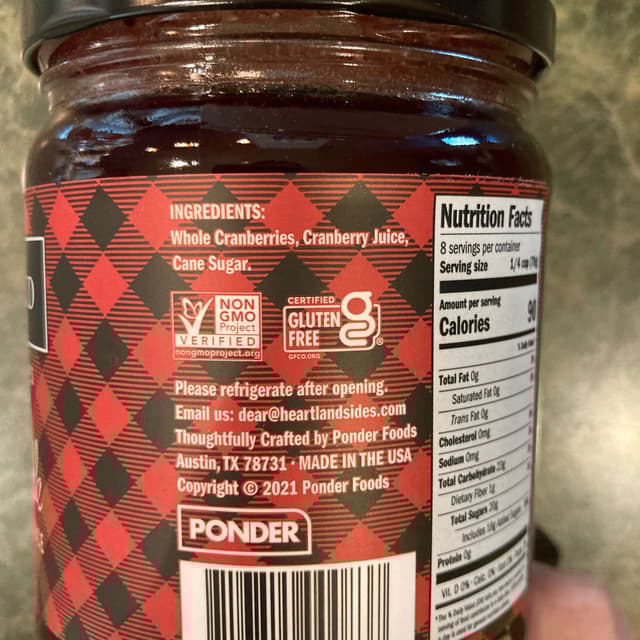 INGREDIENTS:
Whole Cranberries, Cranberry Juice,
Cane Sugar.
NON
GMO
Project
VERIFIED
nongmoproject.org
CERTIFIED
GLUTEN
FREE
GFCO.ORG
Please refrigerate after opening.
Email us: dear@heartlandsides.com
Thoughtfully Crafted by Ponder Foods
Austin, TX 78731 · MADE IN THE USA
Copyright © 2021 Ponder Foods
PONDER
Nutrition Facts
8 servings per container
Serving size 1/4 cup
Amount per serving
Calories 90
Total Fat 0g
Saturated Fat 0g
Trans Fat 0g
Cholesterol 0mg
Sodium 0mg
Total Carbohydrate
Dietary Fiber 1g
Total Sugars
Includes
Protein 0g
Vit. D 0%